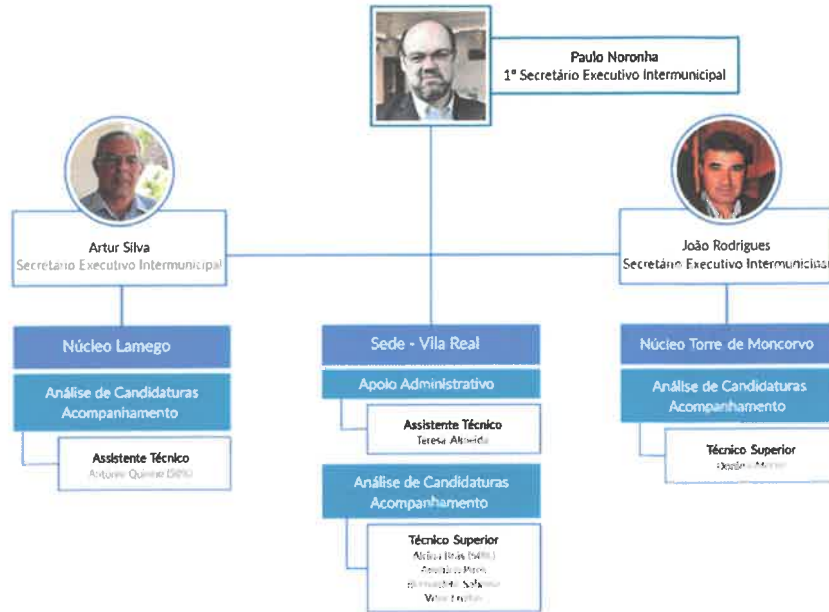 Paulo Noronha
1º Secretário Executivo Intermunicipal
Artur Silva
Secretário Executivo Intermunicipal
João Rodrigues
Secretário Executivo Intermunicipal
Núcleo Lamego
Análise de Candidaturas
Acompanhamento
Assistente Técnico
(50%)
Sede - Vila Real
Apoio Administrativo
Assistente Técnico
Teresa Almeida
Análise de Candidaturas
Acompanhamento
Técnico Superior
Núcleo Torre de Moncorvo
Análise de Candidaturas
Acompanhamento
Técnico Superior